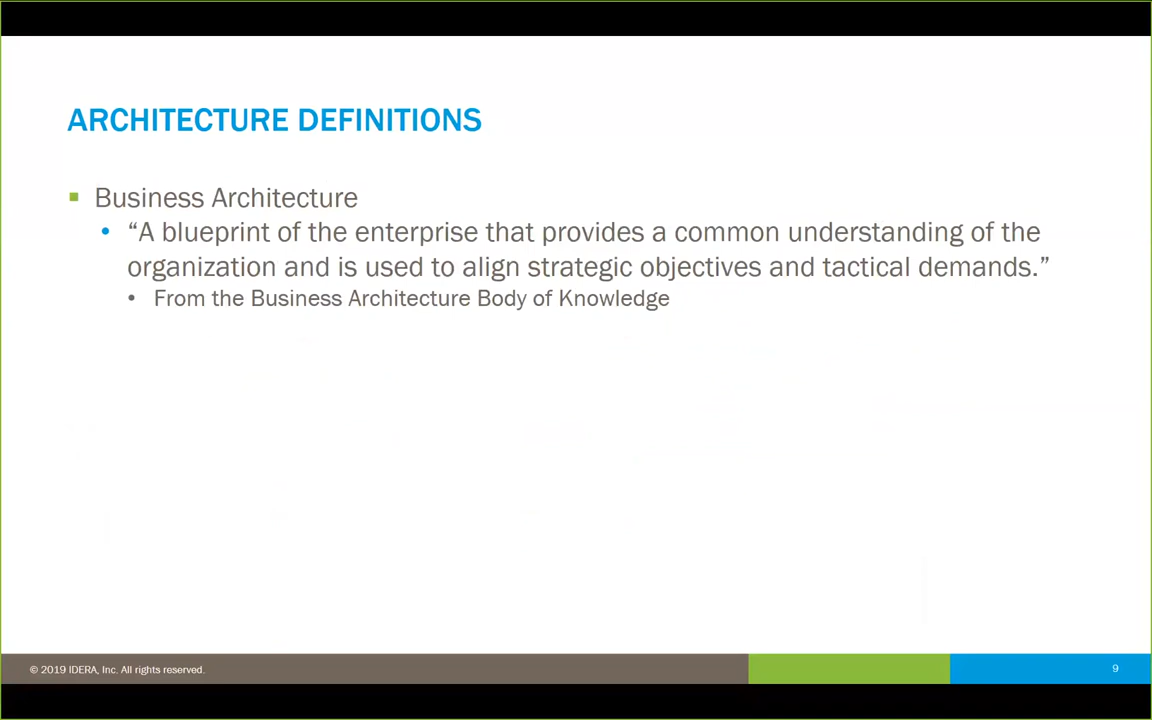 ARCHITECTURE DEFINITIONS
Business Architecture
“A blueprint of the enterprise that provides a common understanding of the
organization and is used to align strategic objectives and tactical demands.”
From the Business Architecture Body of Knowledge
© 2019 IDERA, Inc. All rights reserved.
9